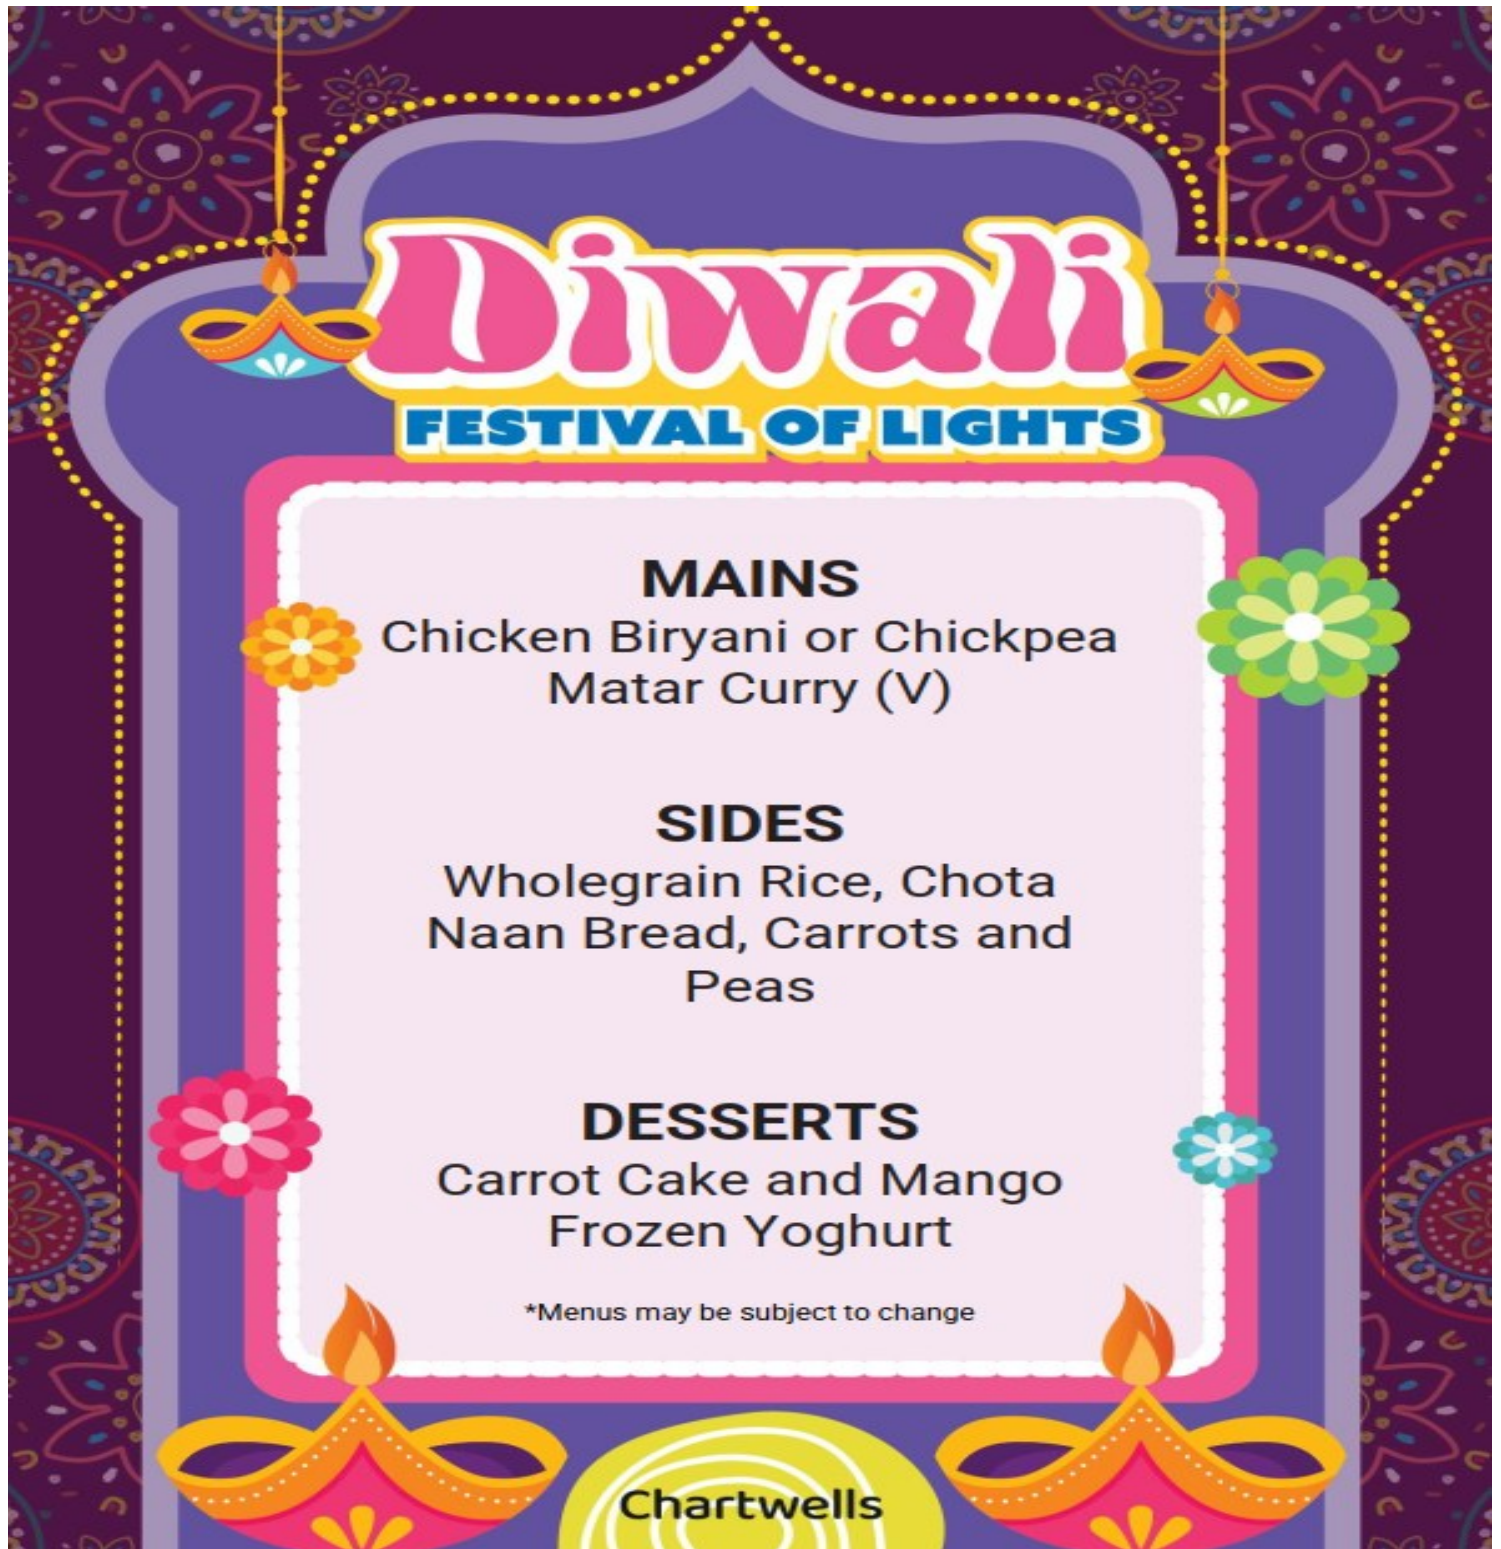 Diwali
FESTIVAL OF LIGHTS
MAINS
Chicken Biryani or Chickpea
Matar Curry (V)
SIDES
Wholegrain Rice, Chota
Naan Bread, Carrots and
Peas
DESSERTS
Carrot Cake and Mango
Frozen Yoghurt
*Menus may be subject to change
Chartwells